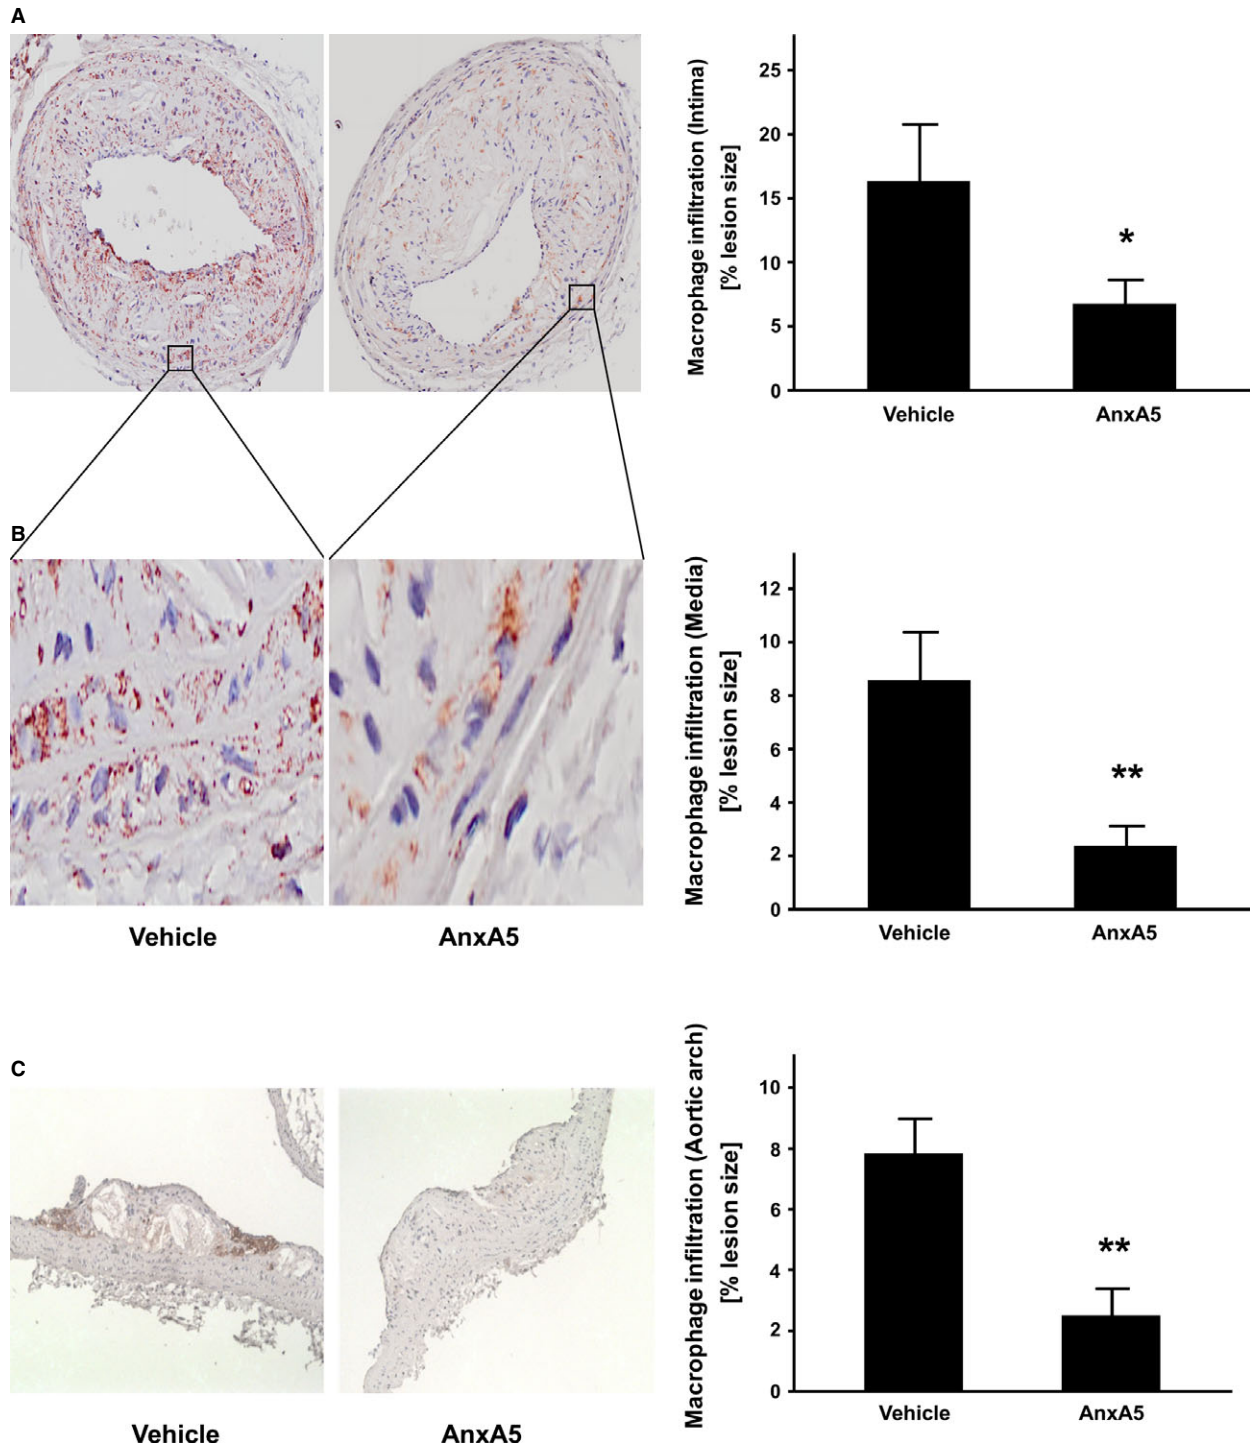 A
Macrophage infiltration (Intima)
[% lesion size]
25
20
15
10
5
0
Vehicle
AnxA5
*
B
Macrophage infiltration (Media)
[% lesion size]
12
10
8
6
4
2
0
Vehicle
AnxA5
**
Vehicle
AnxA5
C
Macrophage infiltration (Aortic arch)
[% lesion size]
10
8
6
4
2
0
Vehicle
AnxA5
**
Vehicle
AnxA5